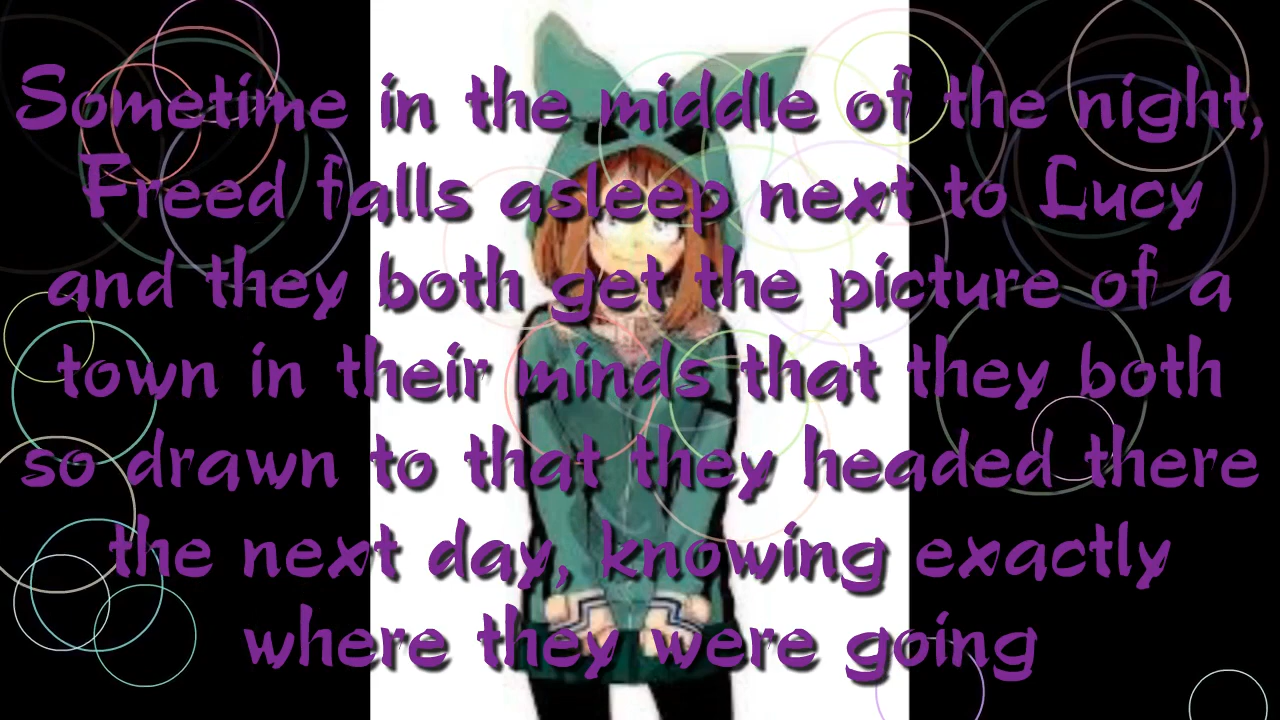 Sometime in the middle of the night,
Freed falls asleep next to Lucy
and they both get the picture of a
town in their minds that they both
so drawn to that they headed there
the next day, knowing exactly
where they were going